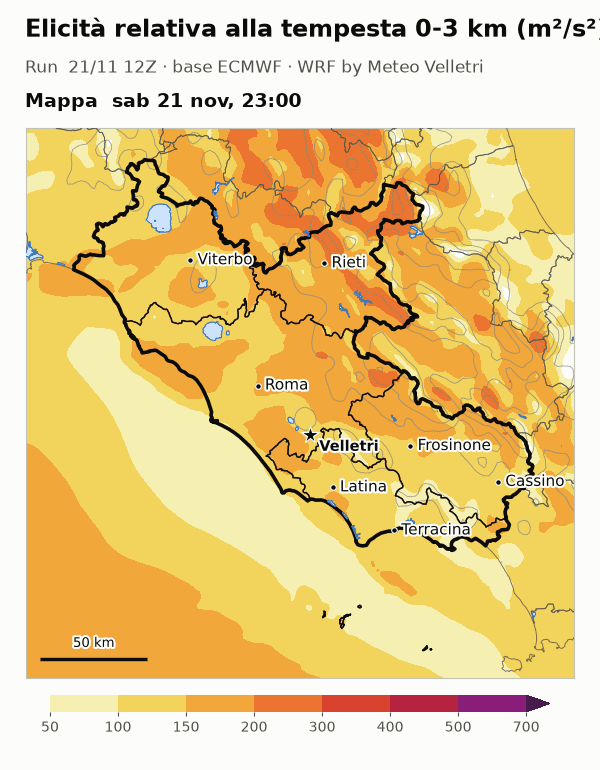 Elicità relativa alla tempesta 0-3 km (m²/s²)
Run  21/11 12Z · base ECMWF · WRF by Meteo Velletri
Mappa  sab 21 nov, 23:00
Viterbo
Rieti
Roma
Velletri
Frosinone
Cassino
Latina
Terracina
50 km
50 100 150 200 300 400 500 700